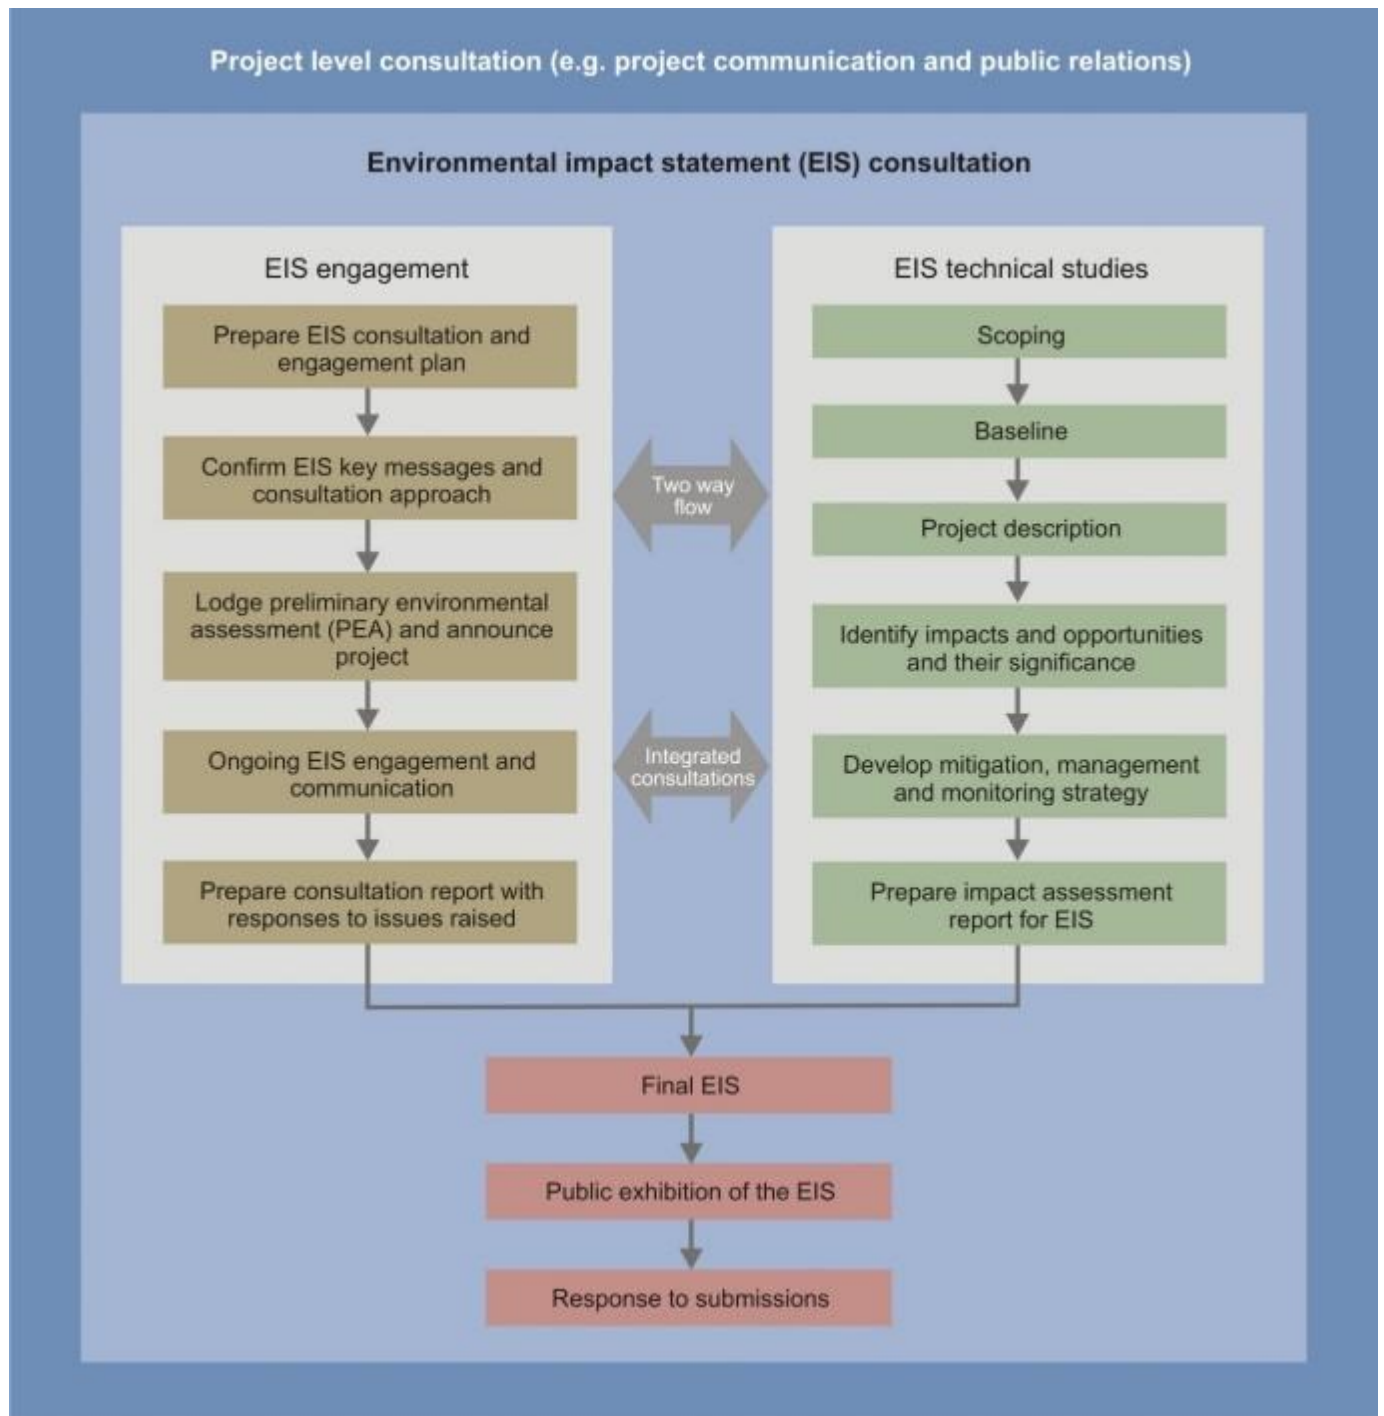 Project level consultation (e.g. project communication and public relations)
Environmental impact statement (EIS) consultation
EIS engagement
Prepare EIS consultation and
engagement plan
Confirm EIS key messages and
consultation approach
Lodge preliminary environmental
assessment (PEA) and announce
project
Ongoing EIS engagement and
communication
Prepare consultation report with
responses to issues raised
Two way
flow
Integrated
consultations
EIS technical studies
Scoping
Baseline
Project description
Identify impacts and opportunities
and their significance
Develop mitigation, management
and monitoring strategy
Prepare impact assessment
report for EIS
Final EIS
Public exhibition of the EIS
Response to submissions